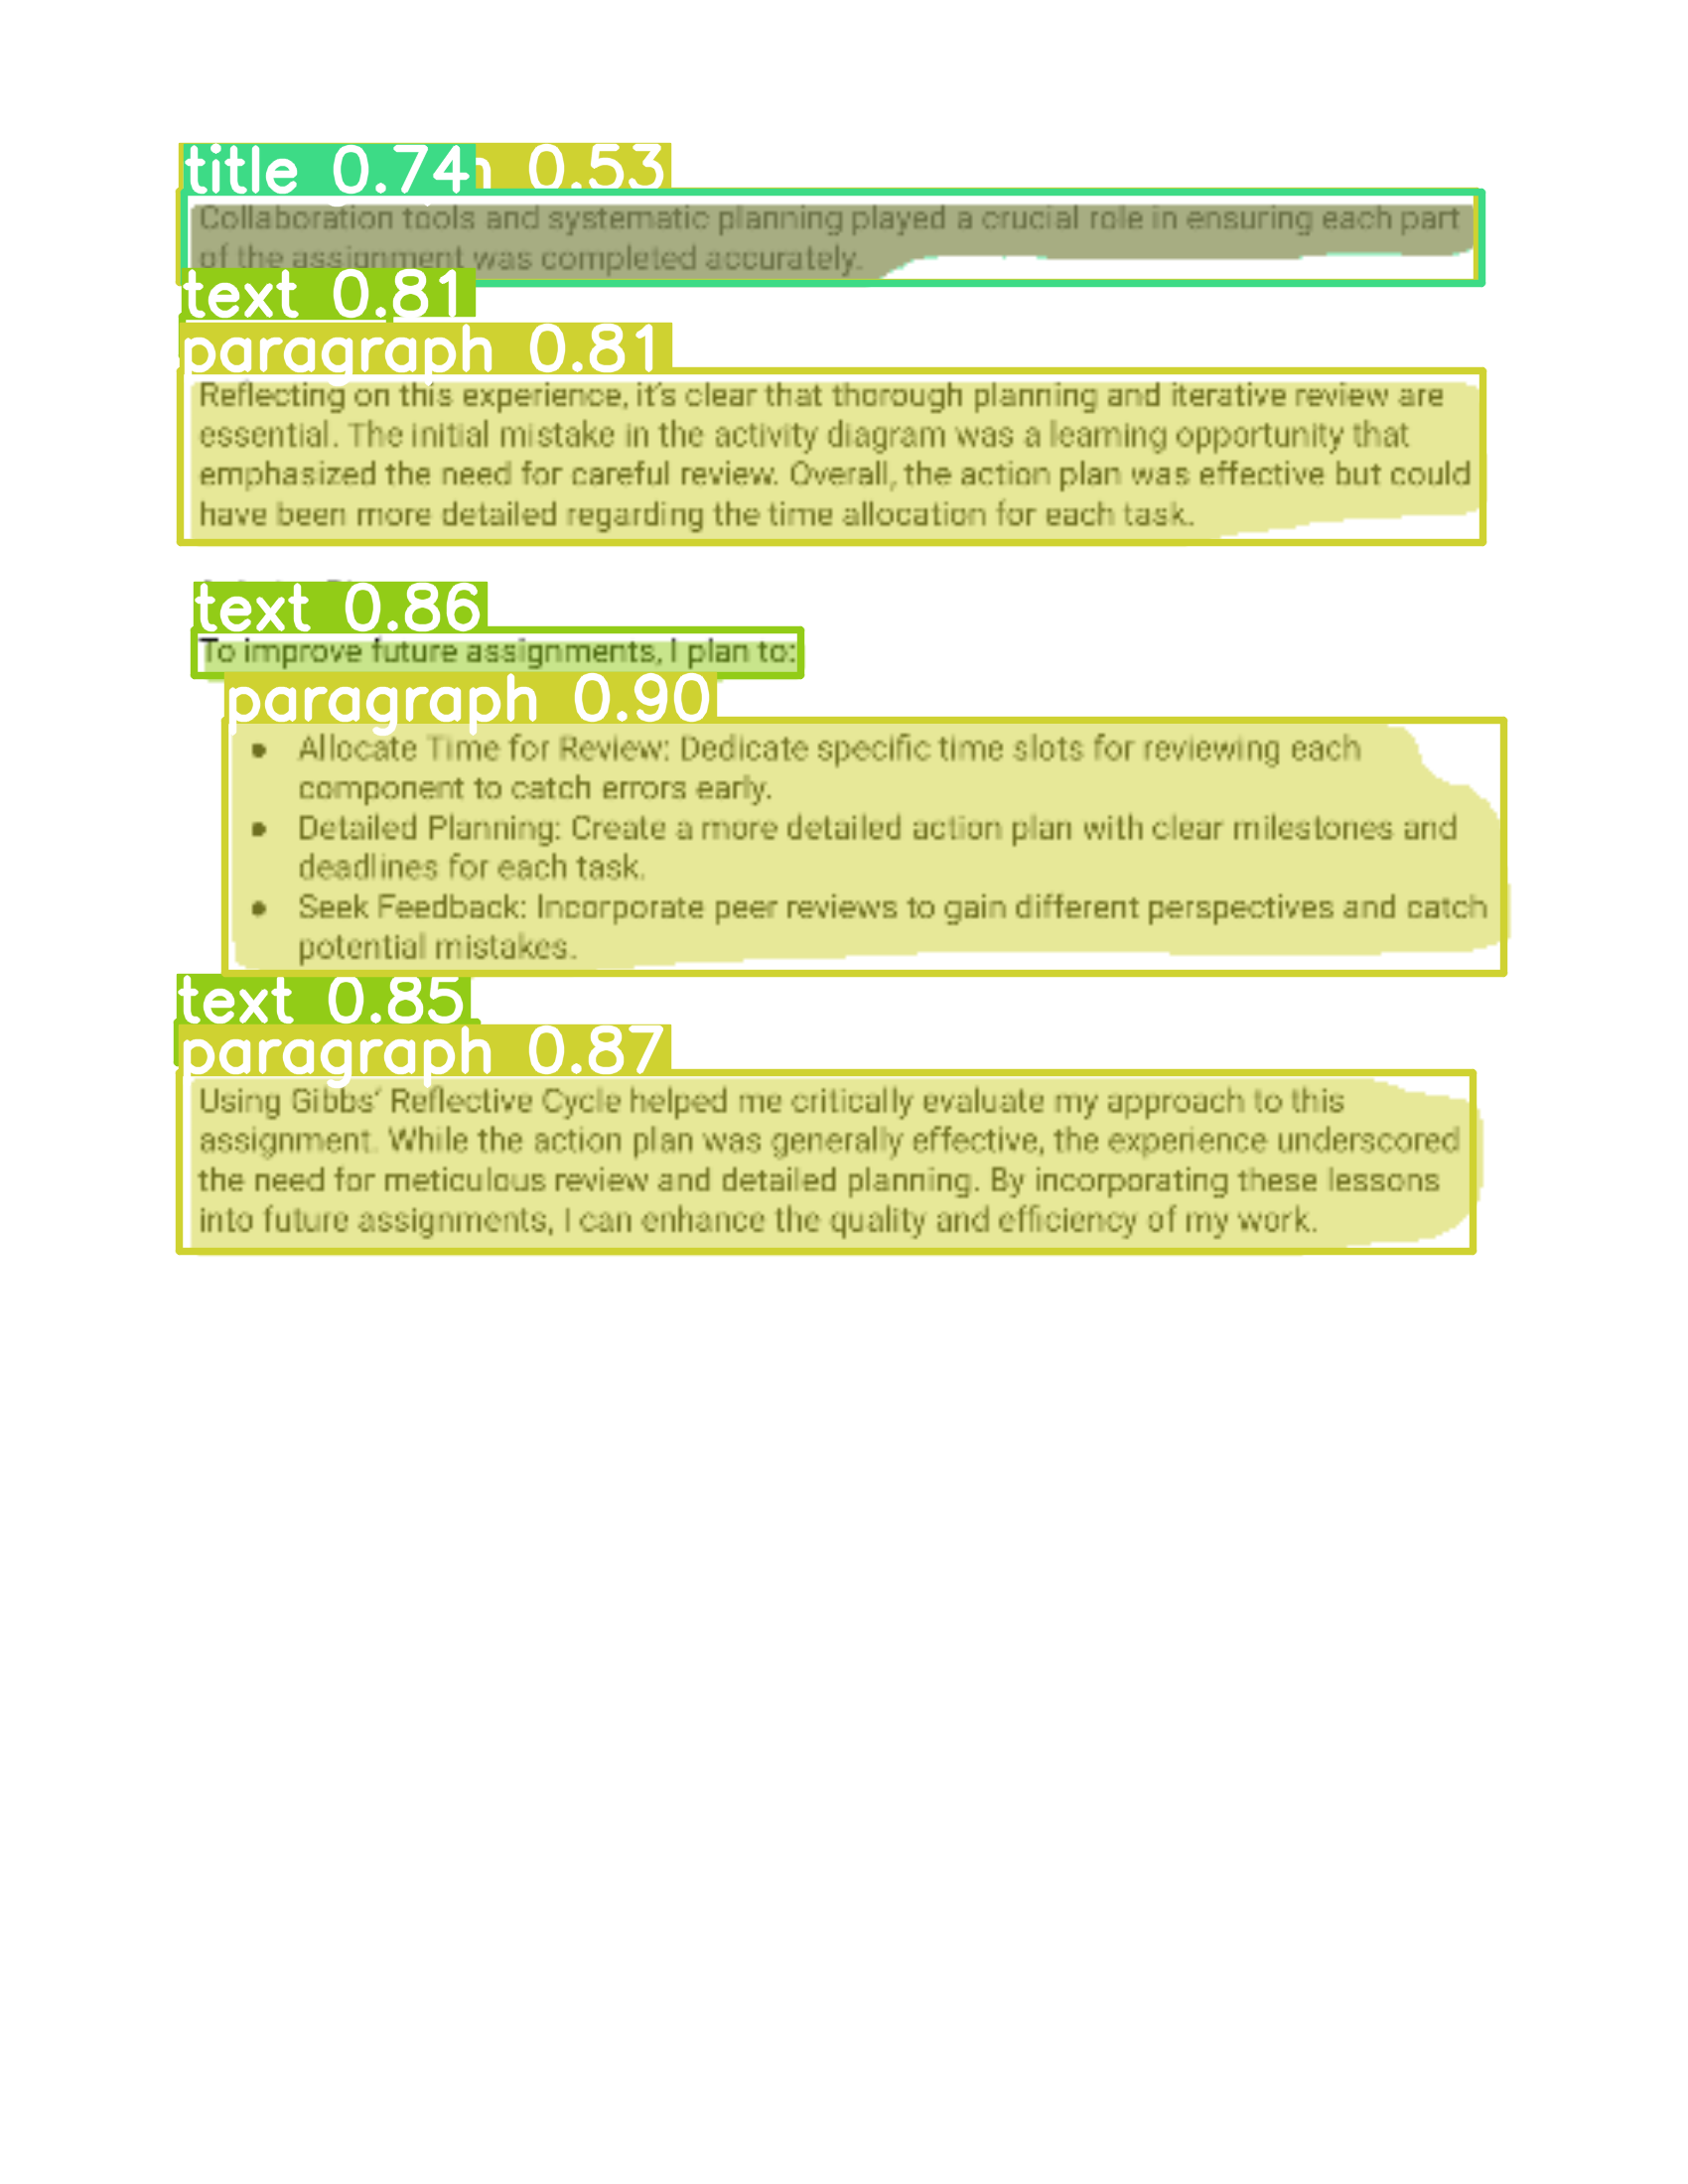 title 0.74 0.53
Collaboration tools and systematic planning played a crucial role in ensuring each part
of the assignment was completed accurately.
text 0.81
paragraph 0.81
Reflecting on this experience, it's clear that thorough planning and iterative review are
essential. The initial mistake in the activity diagram was a learning opportunity that
emphasized the need for careful review. Overall, the action plan was effective but could
have been more detailed regarding the time allocation for each task.
text 0.86
To improve future assignments, I plan to:
paragraph 0.90
● Allocate Time for Review: Dedicate specific time slots for reviewing each
component to catch errors early.
● Detailed Planning: Create a more detailed action plan with clear milestones and
deadlines for each task.
● Seek Feedback: Incorporate peer reviews to gain different perspectives and catch
potential mistakes.
text 0.85
paragraph 0.87
Using Gibbs' Reflective Cycle helped me critically evaluate my approach to this
assignment. While the action plan was generally effective, the experience underscored
the need for meticulous review and detailed planning. By incorporating these lessons
into future assignments, I can enhance the quality and efficiency of my work.